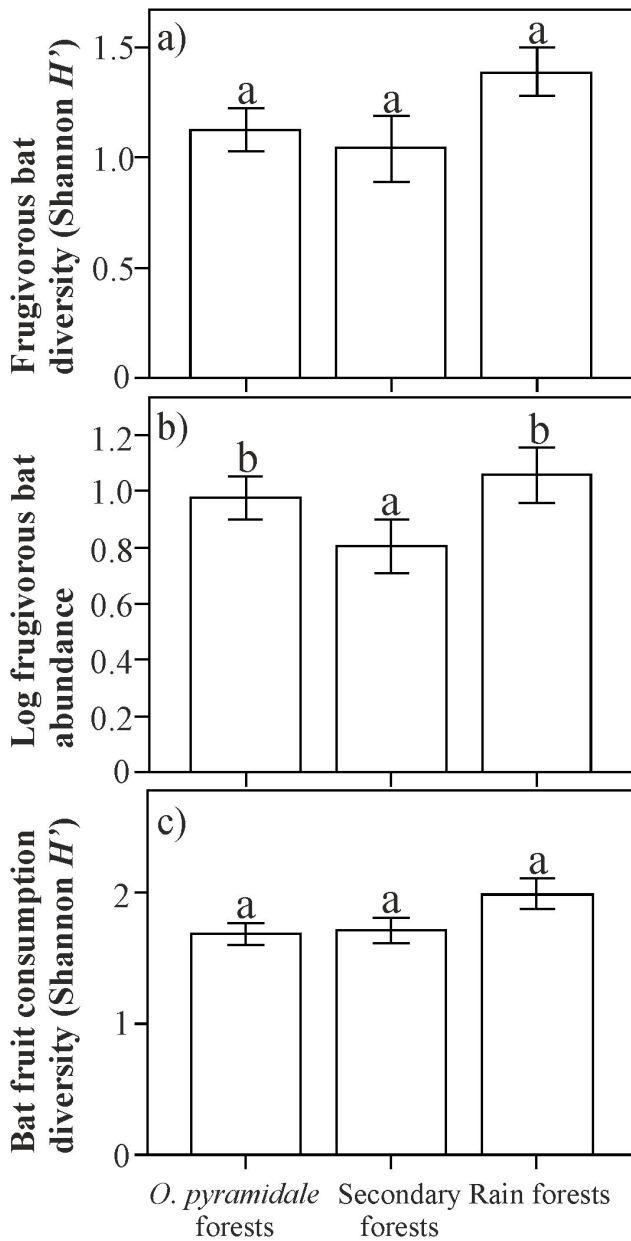 Frugivorous bat
diversity (Shannon H’)
a)
1.5
1.0
0.5
0
a
a
a
Log frugivorous bat
abundance
b)
1.2
1.0
0.8
0.6
0.4
0.2
0
b
a
b
Bat fruit consumption
diversity (Shannon H’)
c)
2
1
0
a
a
a
O. pyramidale
forests
Secondary
forests
Rain forests